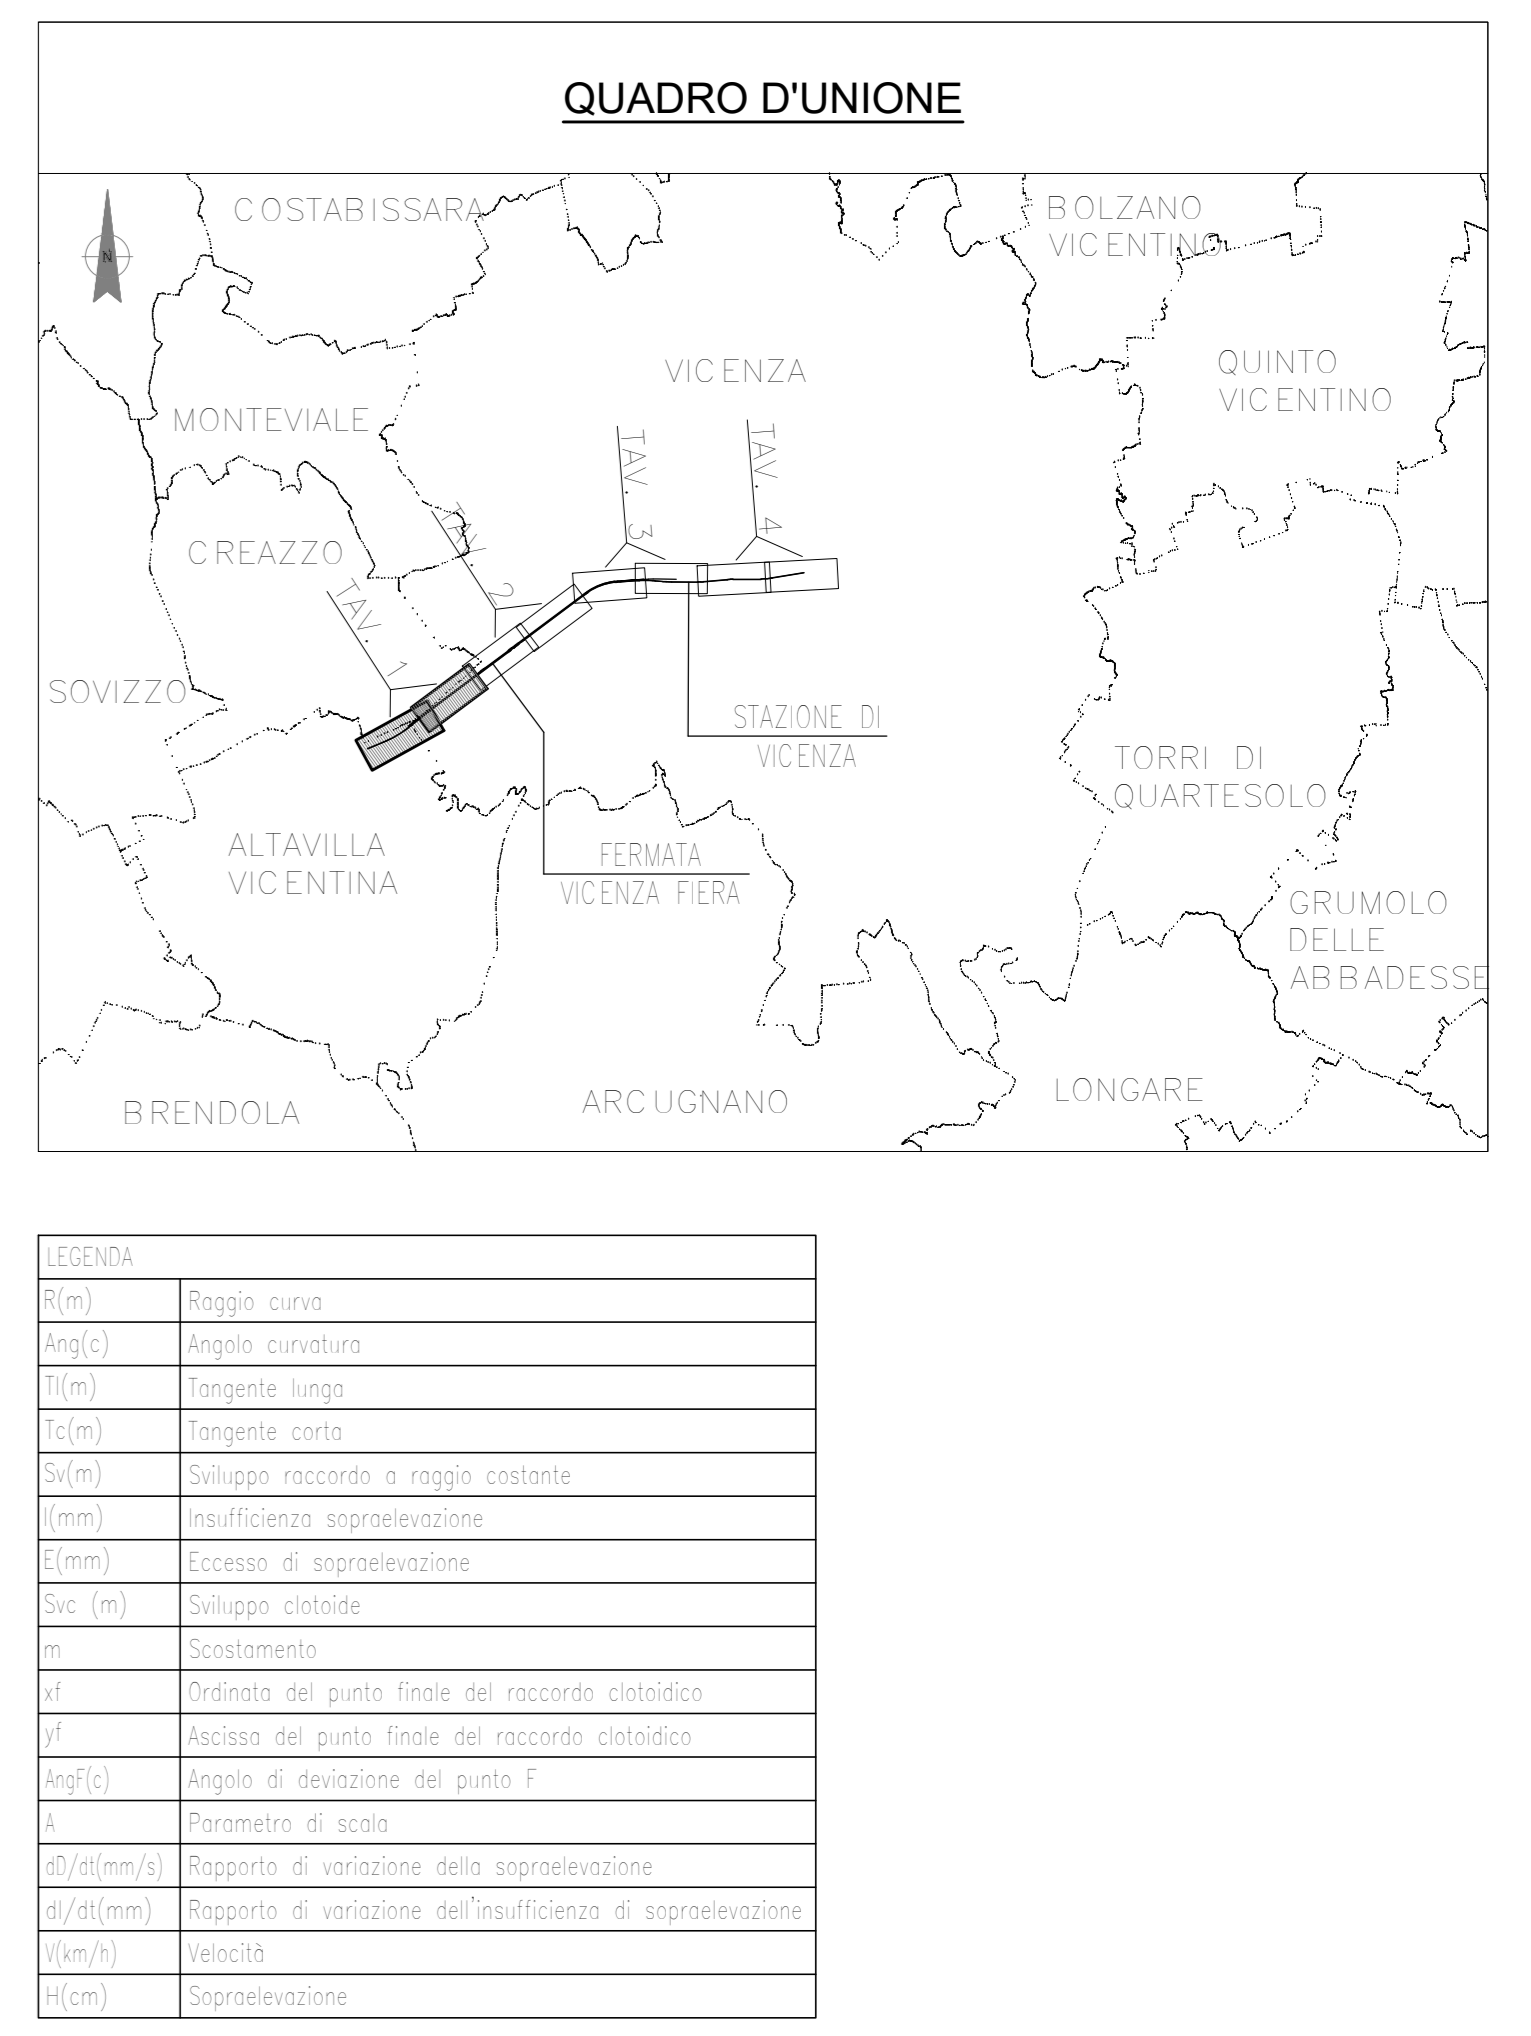 QUADRO D'UNIONE
N
COSTABISSARA
BOLZANO
VICENTINO
VICENZA
QUINTO
VICENTINO
MONTEVIALE
CREAZZO
TAV. 1
TAV. 2
TAV. 3
TAV. 4
SOVIZZO
STAZIONE DI
VICENZA
TORRI DI
QUARTESOLO
ALTAVILLA
VICENTINA
FERMATA
VICENZA FIERA
GRUMOLO
DELLE
ABBADESSE
BRENDOLA
ARCUGNANO
LONGARE
LEGENDA
R(m) Raggio curva
Ang(c) Angolo curvatura
Tl(m) Tangente lunga
Tc(m) Tangente corta
Sv(m) Sviluppo raccordo a raggio costante
I(mm) Insufficienza sopraelevazione
E(mm) Eccesso di sopraelevazione
Svc (m) Sviluppo clotoide
m Scostamento
xf Ordinata del punto finale del raccordo clotoidico
yf Ascissa del punto finale del raccordo clotoidico
AngF(c) Angolo di deviazione del punto F
A Parametro di scala
dD/dt(mm/s) Rapporto di variazione della sopraelevazione
dI/dt(mm) Rapporto di variazione dell'insufficienza di sopraelevazione
V(km/h) Velocità
H(cm) Sopraelevazione